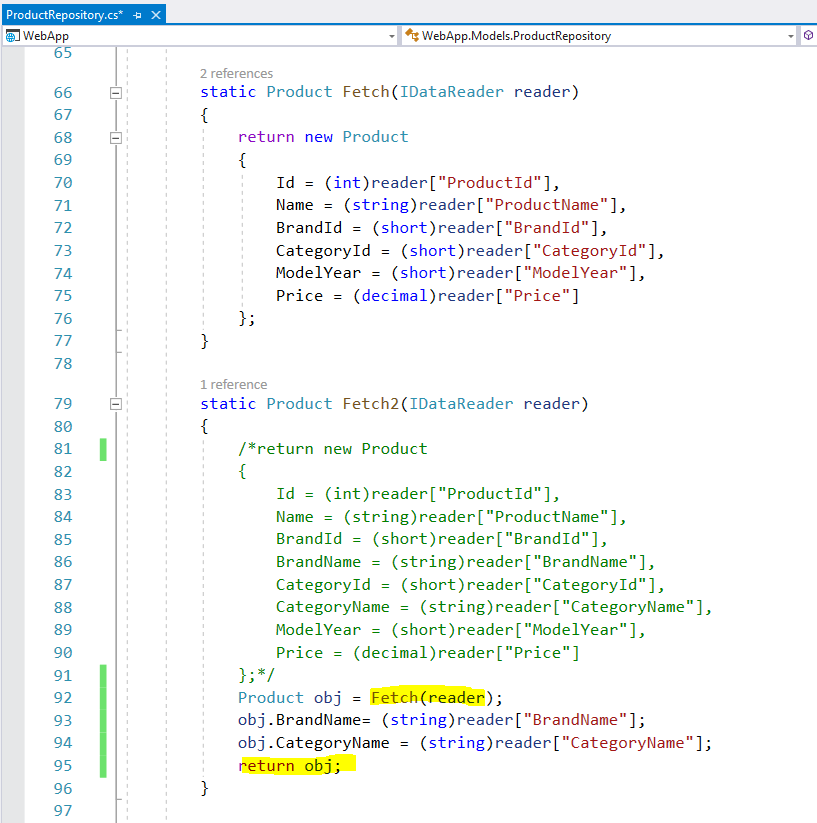 ProductRepository.cs*
WebApp WebApp.Models.ProductRepository
65
2 references
66 static Product Fetch(IDataReader reader)
67 {
68 return new Product
69 {
70 Id = (int)reader["ProductId"],
71 Name = (string)reader["ProductName"],
72 BrandId = (short)reader["BrandId"],
73 CategoryId = (short)reader["CategoryId"],
74 ModelYear = (short)reader["ModelYear"],
75 Price = (decimal)reader["Price"]
76 };
77 }
78
1 reference
79 static Product Fetch2(IDataReader reader)
80 {
81 /*return new Product
82 {
83 Id = (int)reader["ProductId"],
84 Name = (string)reader["ProductName"],
85 BrandId = (short)reader["BrandId"],
86 BrandName = (string)reader["BrandName"],
87 CategoryId = (short)reader["CategoryId"],
88 CategoryName = (string)reader["CategoryName"],
89 ModelYear = (short)reader["ModelYear"],
90 Price = (decimal)reader["Price"]
91 };*/
92 Product obj = Fetch(reader);
93 obj.BrandName= (string)reader["BrandName"];
94 obj.CategoryName = (string)reader["CategoryName"];
95 return obj;
96 }
97